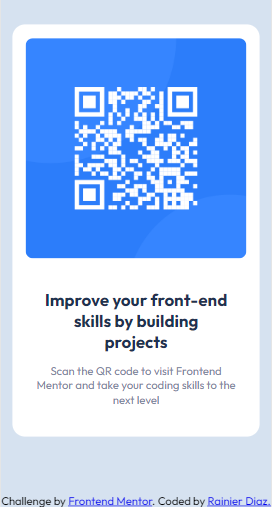 Improve your front-end
skills by building
projects
Scan the QR code to visit Frontend
Mentor and take your coding skills to the
next level
Challenge by Frontend Mentor. Coded by Rainier Diaz.